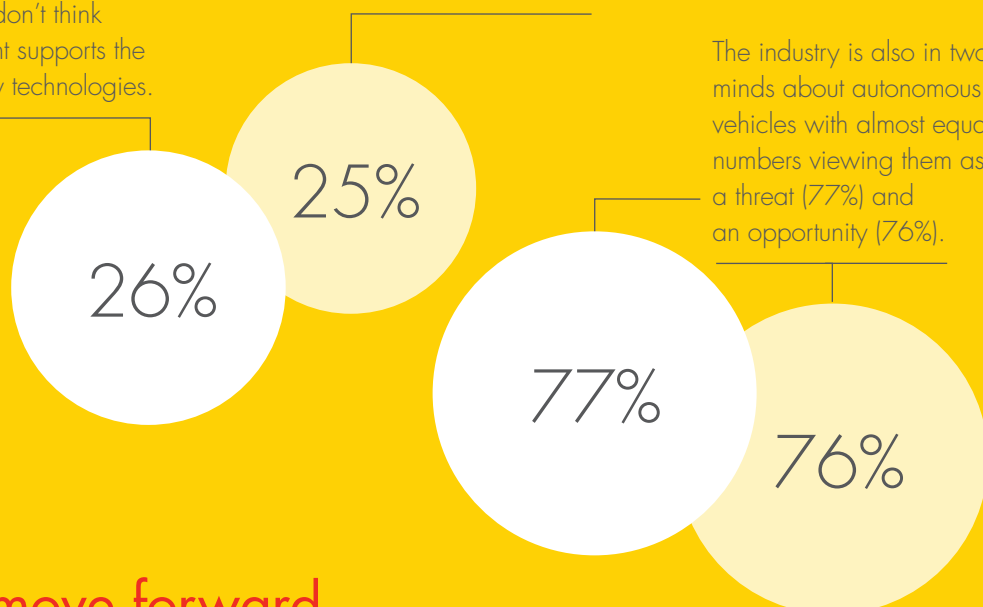 don't think
nt supports the
technologies.
25%
26%
The industry is also in two
minds about autonomous
vehicles with almost equa
numbers viewing them as
a threat (77%) and
an opportunity (76%).
77%
76%
move forward